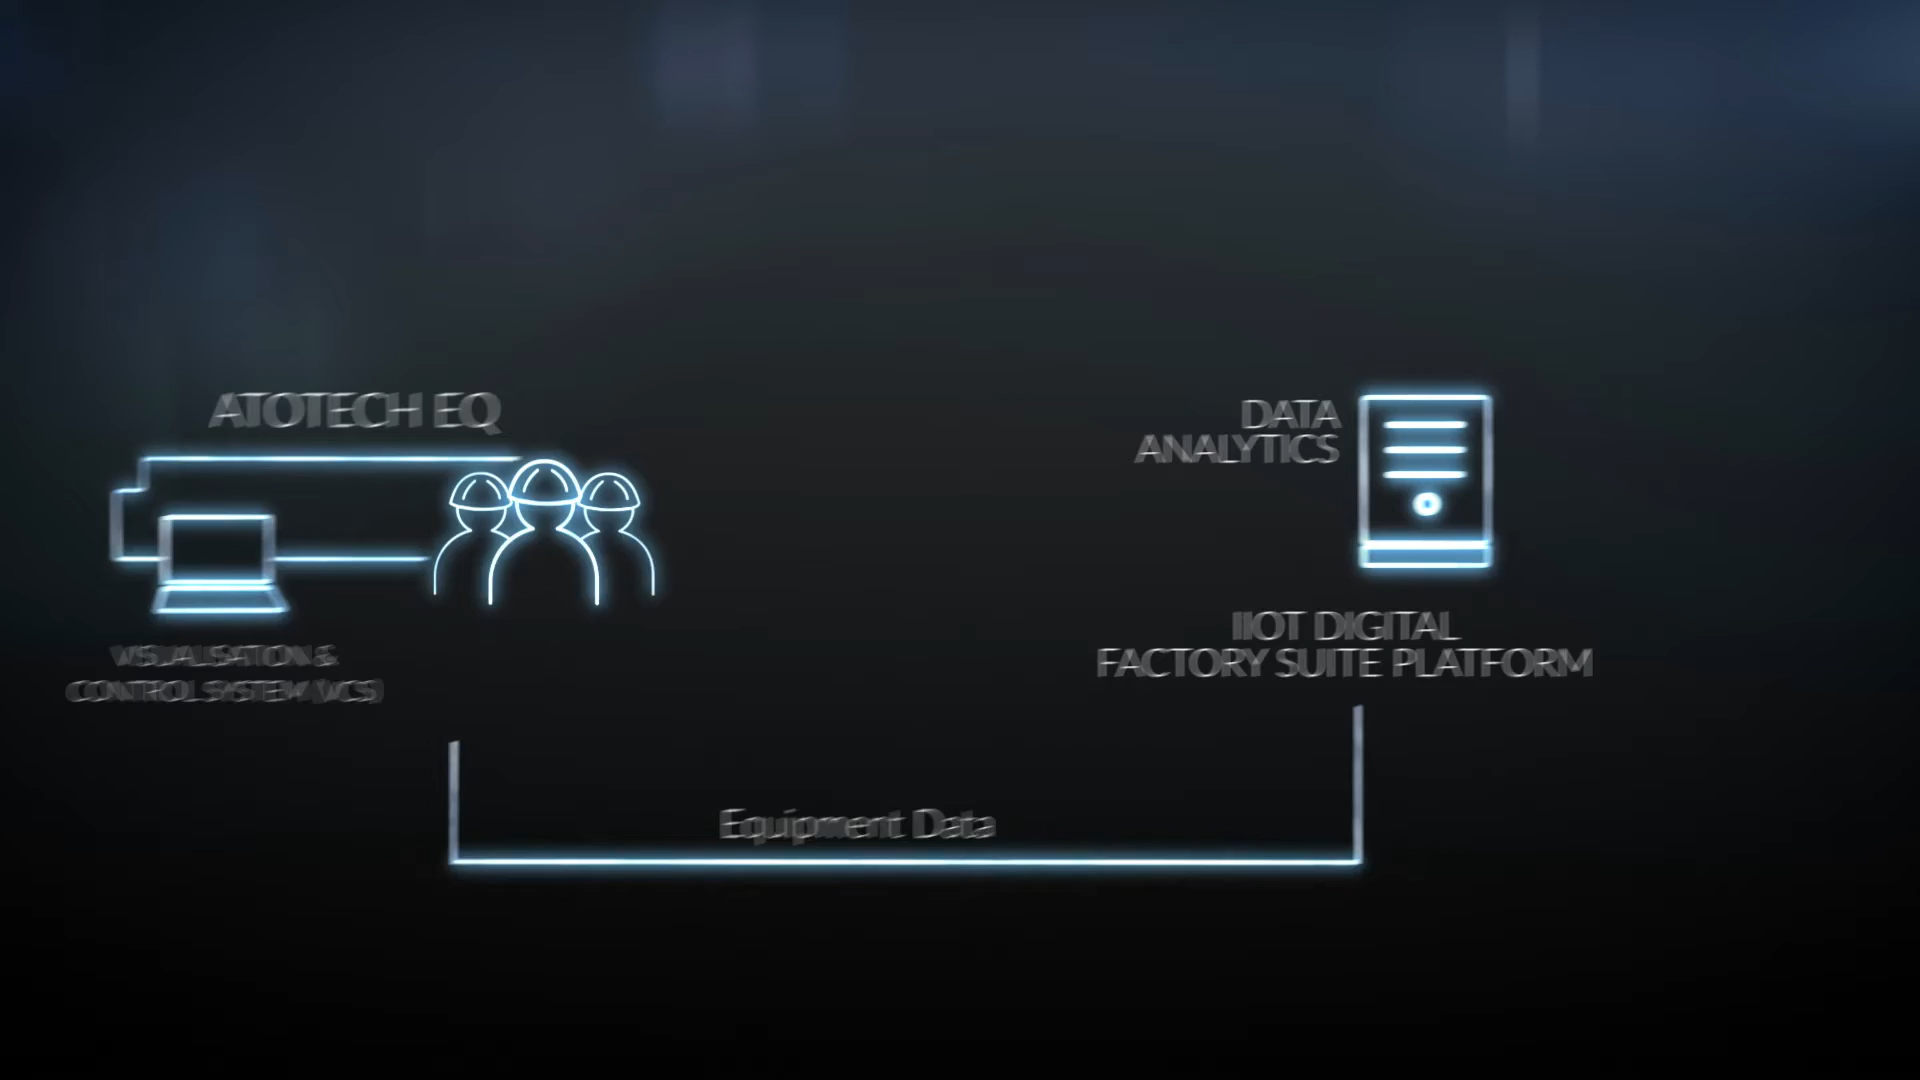 ATOTECH EQ
VISUALISATION &
CONTROL SYSTEM (VCS)
DATA
ANALYTICS
IIOT DIGITAL
FACTORY SUITE PLATFORM
Equipment Data